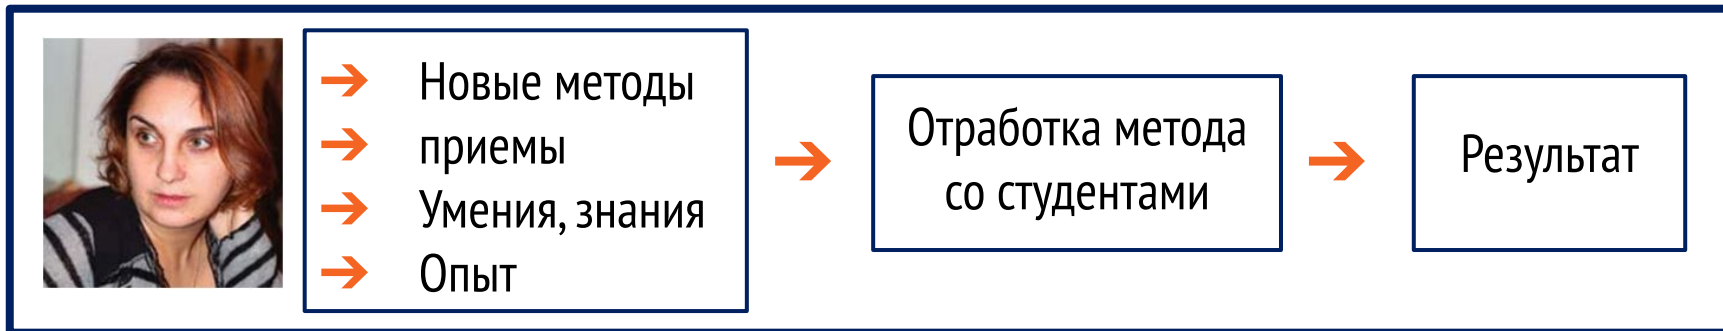 Новые методы
приемы
Умения, знания
Опыт
Отработка метода
со студентами
Результат